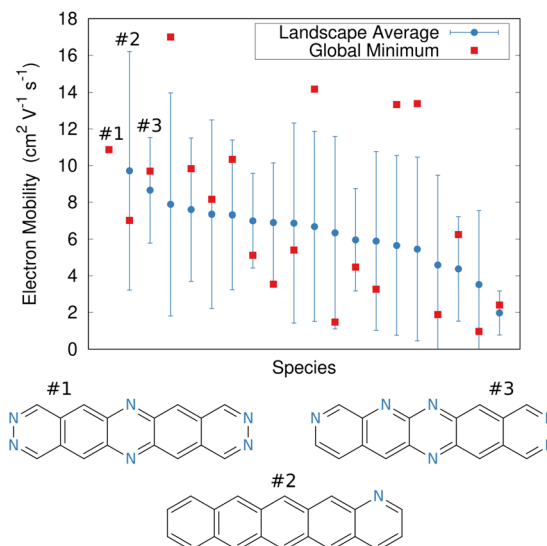 18
16
14
12
10
8
6
4
2
0
Electron Mobility (cm² V⁻¹ s⁻¹)
Landscape Average
Global Minimum
#2
#1
#3
Species
#1
N
N
N
N
N
N
#3
N
N
N
N
N
N
#2
N